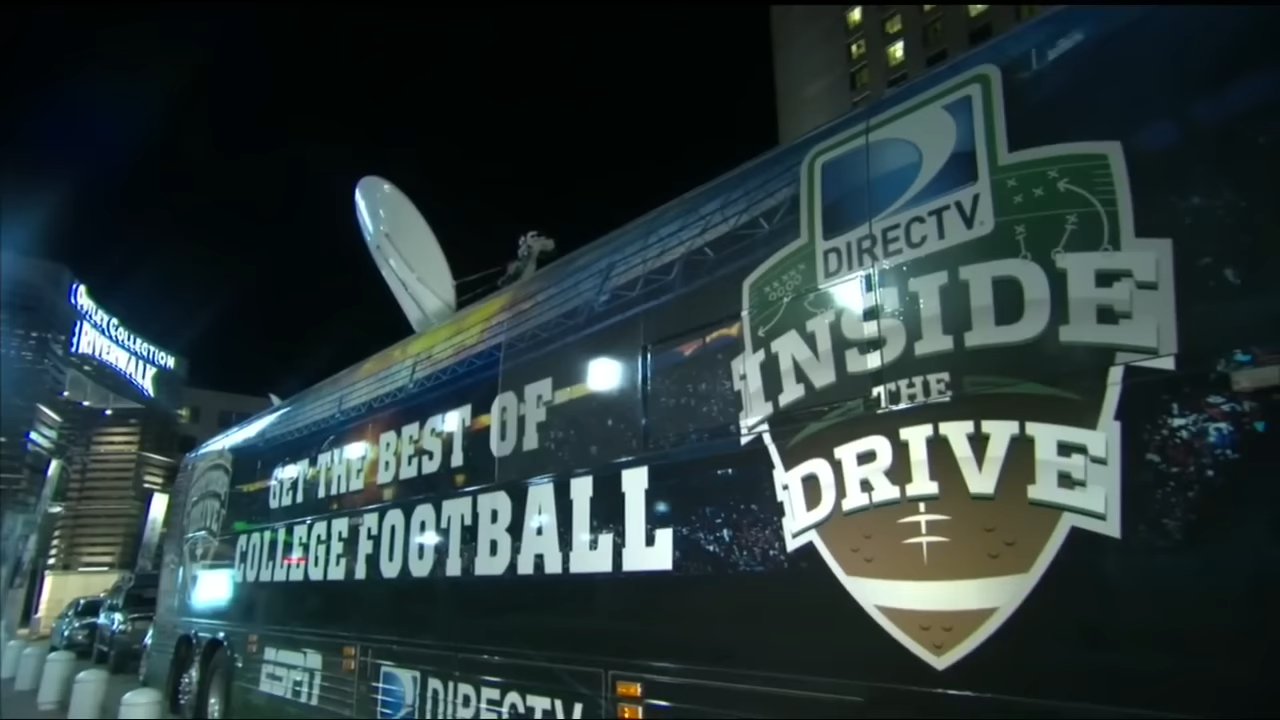 OUTLET COLLECTION
RIVERWALK
GET THE BEST OF
COLLEGE FOOTBALL
DIRECTV
INSIDE
THE
DRIVE
ESPN
DIRECTV